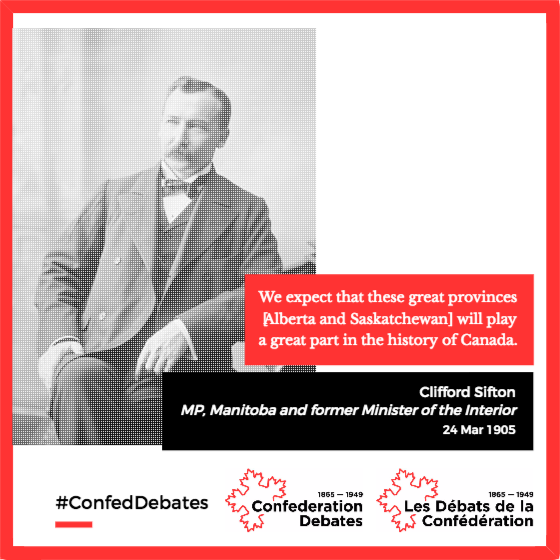 We expect that these great provinces
[Alberta and Saskatchewan] will play
a great part in the history of Canada.
Clifford Sifton
MP, Manitoba and former Minister of the Interior
24 Mar 1905
#ConfedDebates
1865 — 1949
Confederation
Debates
1865 — 1949
Les Débats de la
Confédération